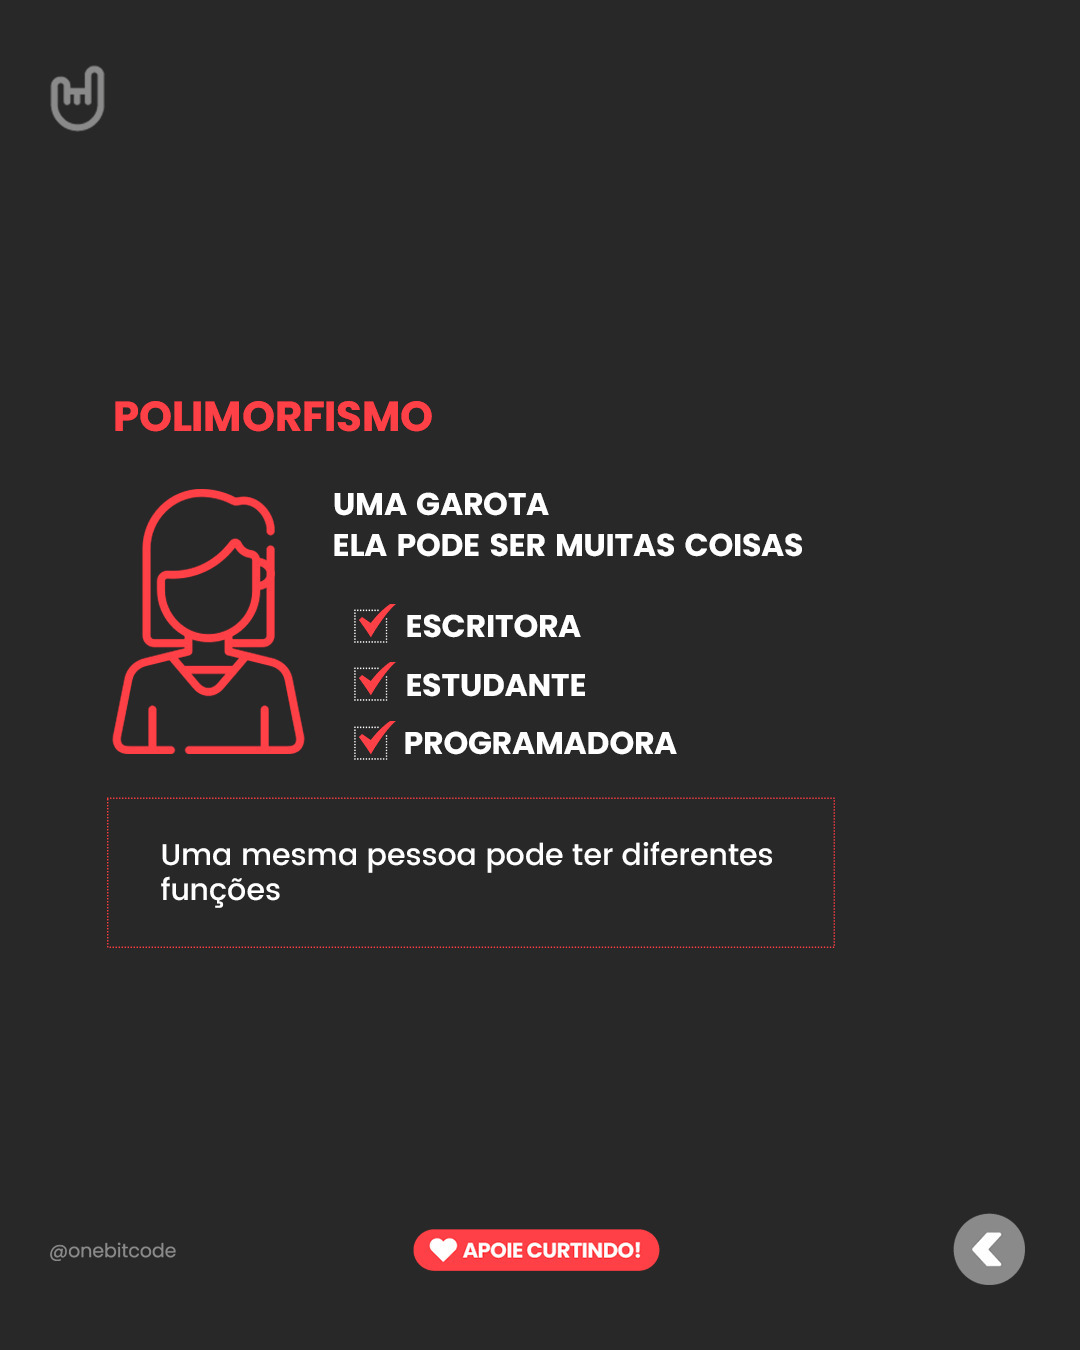 POLIMORFISMO
UMA GAROTA
ELA PODE SER MUITAS COISAS
ESCRITORA
ESTUDANTE
PROGRAMADORA
Uma mesma pessoa pode ter diferentes
funções
@onebitcode
APOIE CURTINDO!